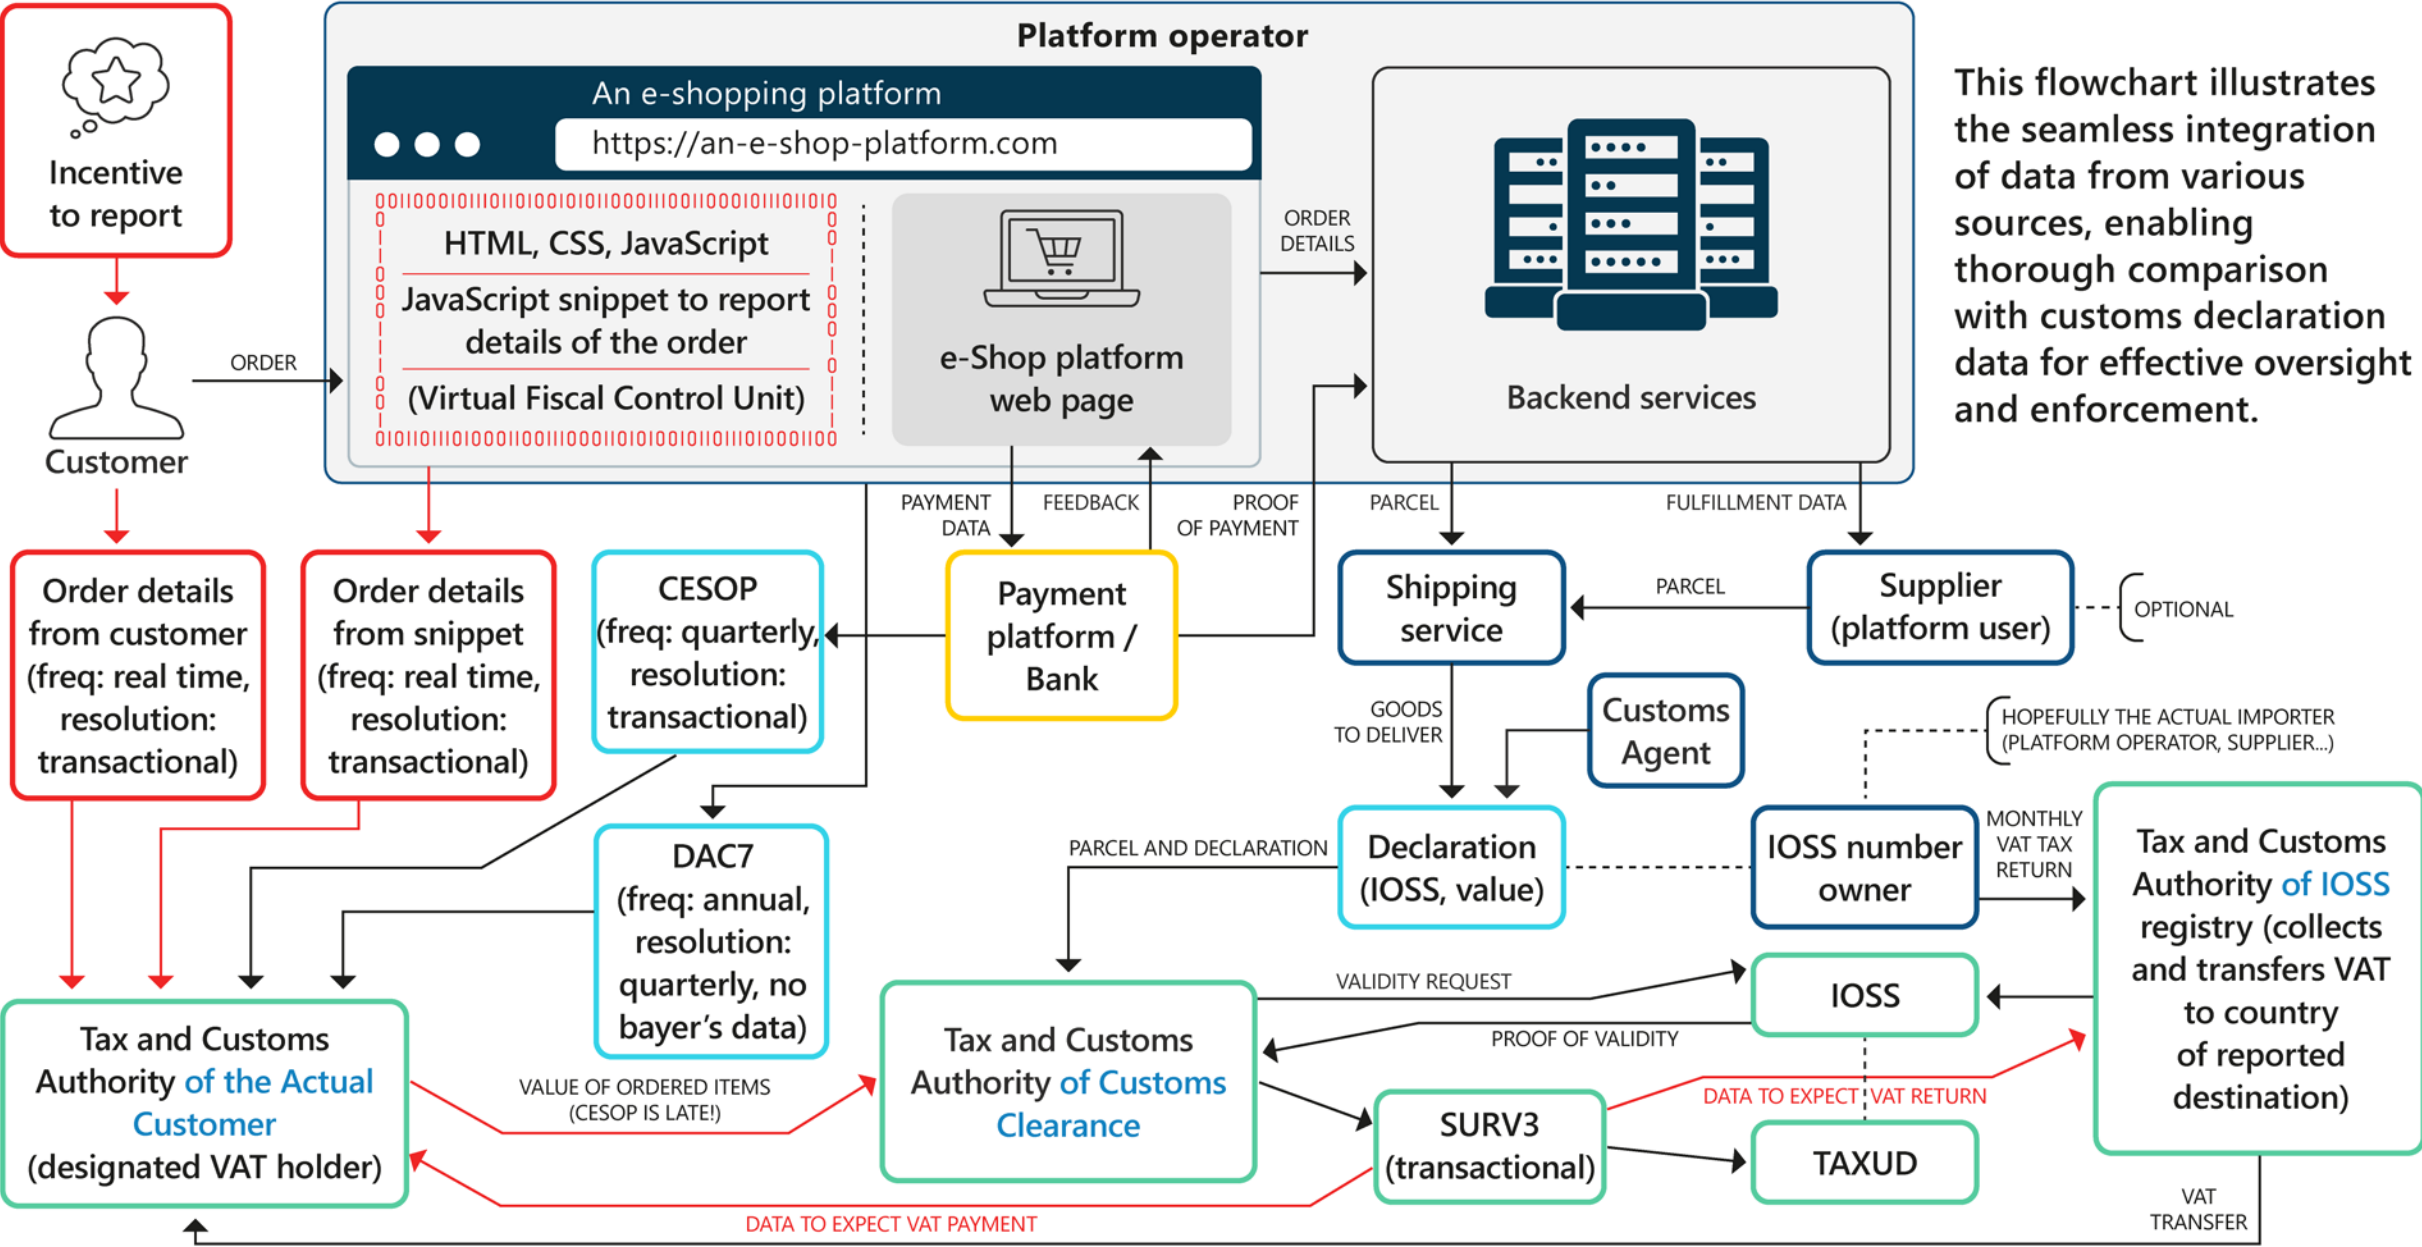 Platform operator
An e-shopping platform
https://an-e-shop-platform.com
Incentive
to report
This flowchart illustrates
the seamless integration
of data from various
sources, enabling
thorough comparison
with customs declaration
data for effective oversight
and enforcement.
HTML, CSS, JavaScript
JavaScript snippet to report
details of the order
(Virtual Fiscal Control Unit)
e-Shop platform
web page
ORDER
DETAILS
Backend services
ORDER
Customer
PAYMENT
DATA
FEEDBACK
PROOF
OF PAYMENT
PARCEL
FULFILLMENT DATA
Order details
from customer
(freq: real time,
resolution:
transactional)
Order details
from snippet
(freq: real time,
resolution:
transactional)
CESOP
(freq: quarterly,
resolution:
transactional)
Payment
platform /
Bank
Shipping
service
PARCEL
Supplier
(platform user)
OPTIONAL
GOODS
TO DELIVER
Customs
Agent
HOPEFULLY THE ACTUAL IMPORTER
(PLATFORM OPERATOR, SUPPLIER...)
DAC7
(freq: annual,
resolution:
quarterly, no
bayer's data)
PARCEL AND DECLARATION
Declaration
(IOSS, value)
IOSS number
owner
MONTHLY
VAT TAX
RETURN
Tax and Customs
Authority of IOSS
registry (collects
and transfers VAT
to country
of reported
destination)
Tax and Customs
Authority of the Actual
Customer
(designated VAT holder)
VALUE OF ORDERED ITEMS
(CESOP IS LATE!)
Tax and Customs
Authority of Customs
Clearance
VALIDITY REQUEST
IOSS
PROOF OF VALIDITY
DATA TO EXPECT VAT RETURN
SURV3
(transactional)
TAXUD
DATA TO EXPECT VAT PAYMENT
VAT
TRANSFER